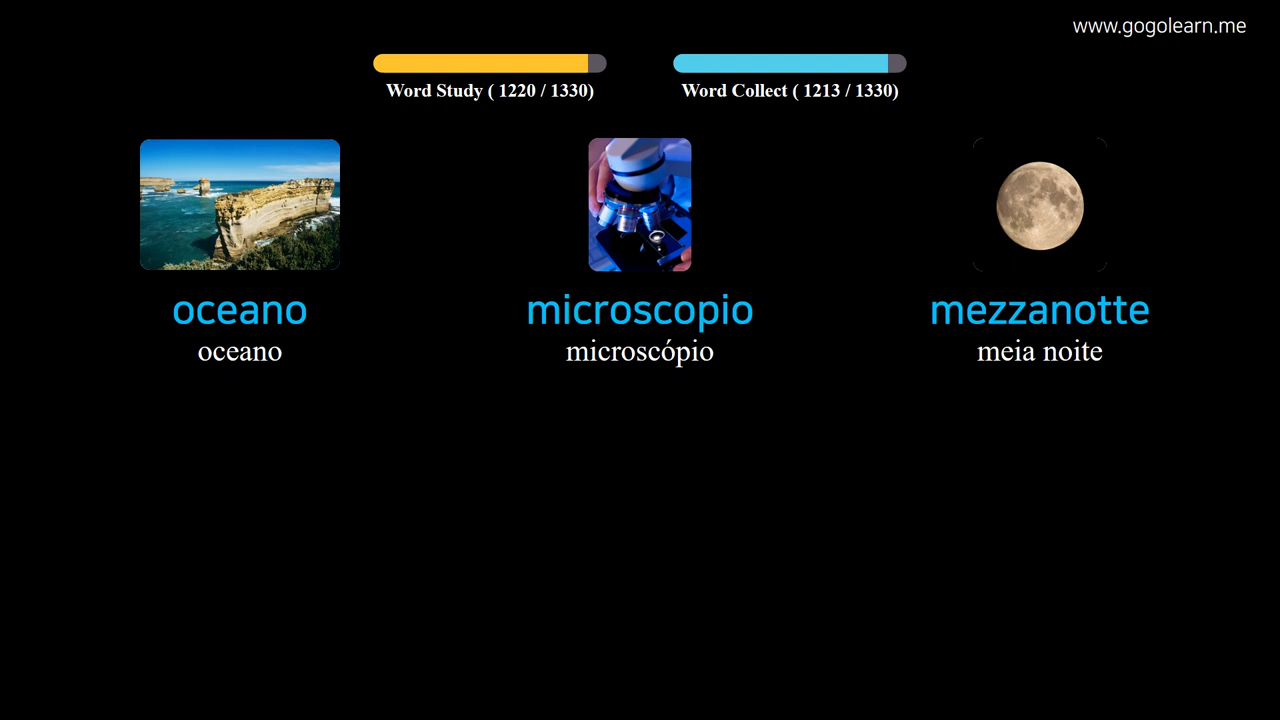 www.gogolearn.me
Word Study ( 1220 / 1330)
Word Collect ( 1213 / 1330)
oceano
oceano
microscopio
microscópio
mezzanotte
meia noite